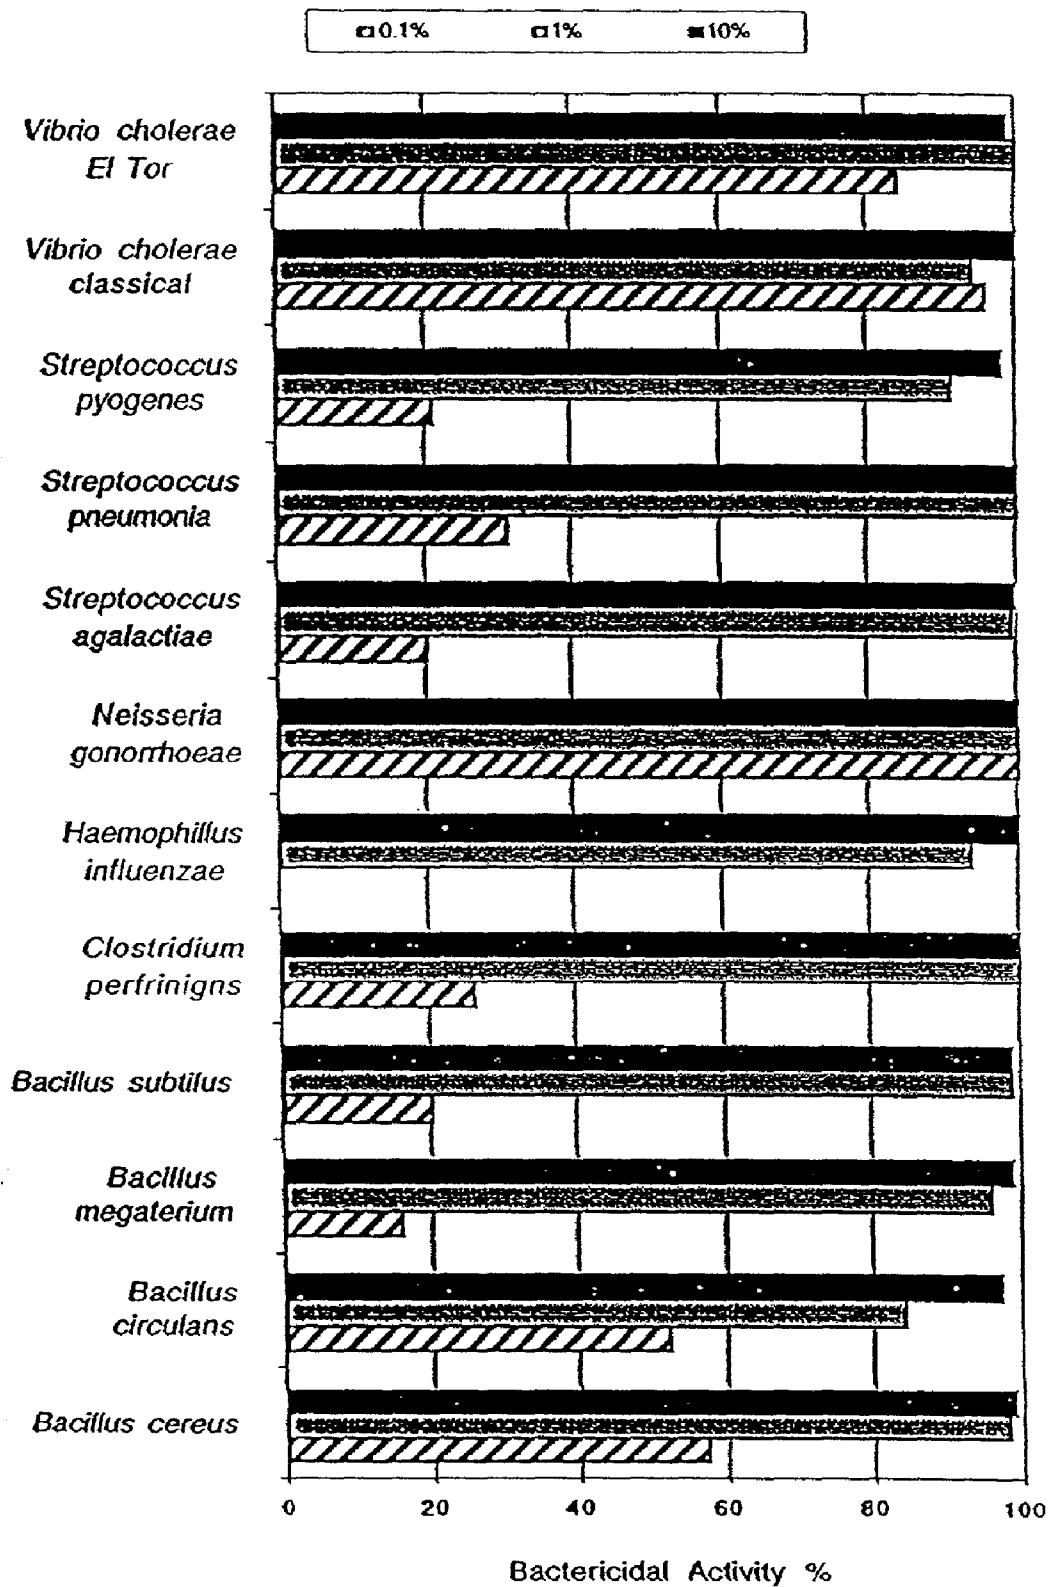 0.1% 1% 10%
Vibrio cholerae
El Tor
Vibrio cholerae
classical
Streptococcus
pyogenes
Streptococcus
pneumonia
Streptococcus
agalactiae
Neisseria
gonorrhoeae
Haemophillus
influenzae
Clostridium
perfrinigns
Bacillus subtilus
Bacillus
megaterium
Bacillus
circulans
Bacillus cereus
0 20 40 60 80 100
Bactericidal Activity %